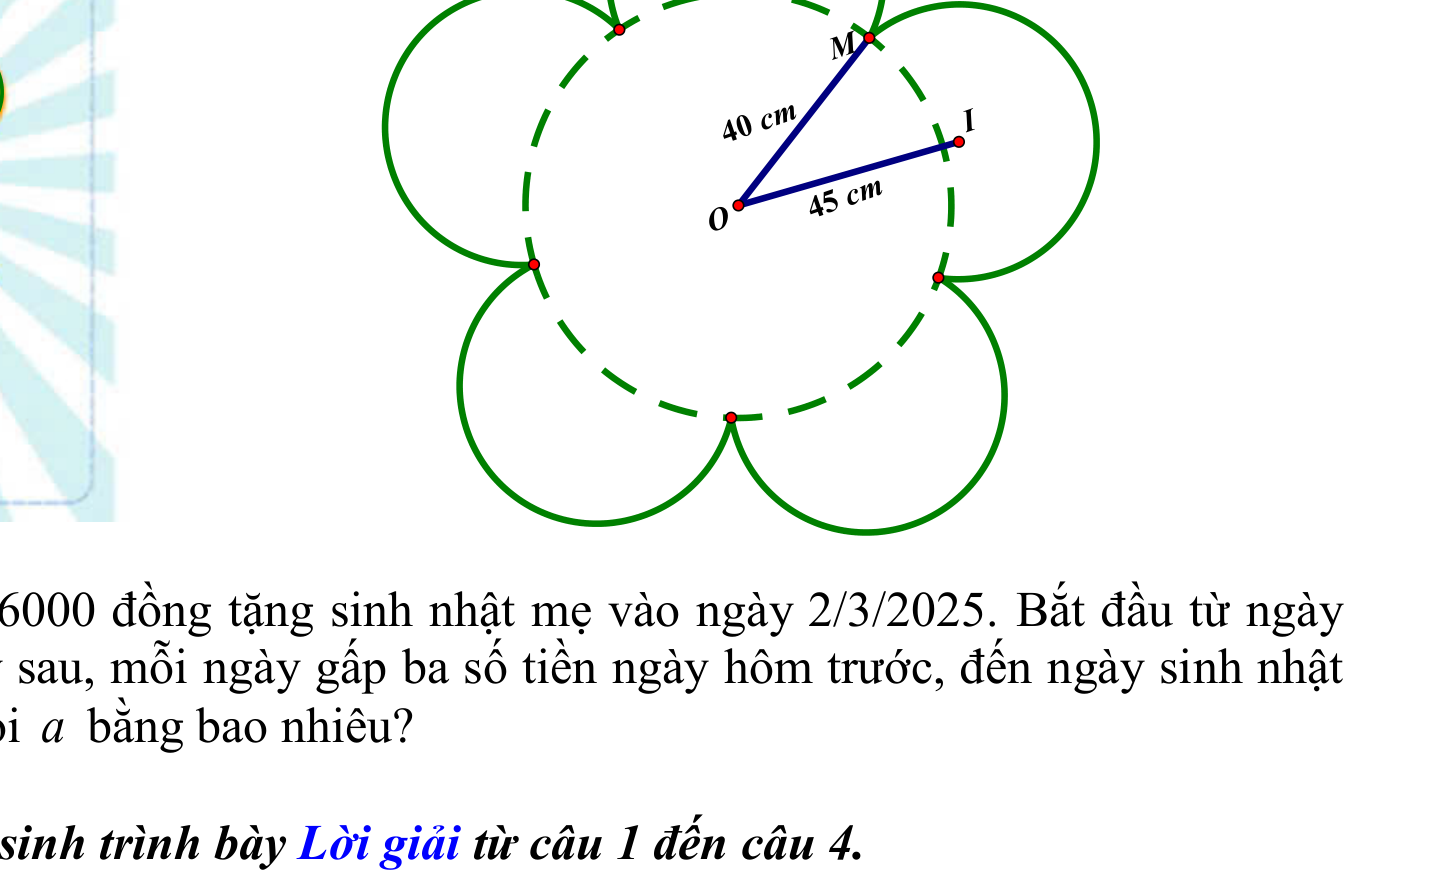 M
40 cm
I
O
45 cm
6000 đồng tặng sinh nhật mẹ vào ngày 2/3/2025. Bắt đầu từ ngày
sau, mỗi ngày gấp ba số tiền ngày hôm trước, đến ngày sinh nhật
a bằng bao nhiêu?
sinh trình bày Lời giải từ câu 1 đến câu 4.